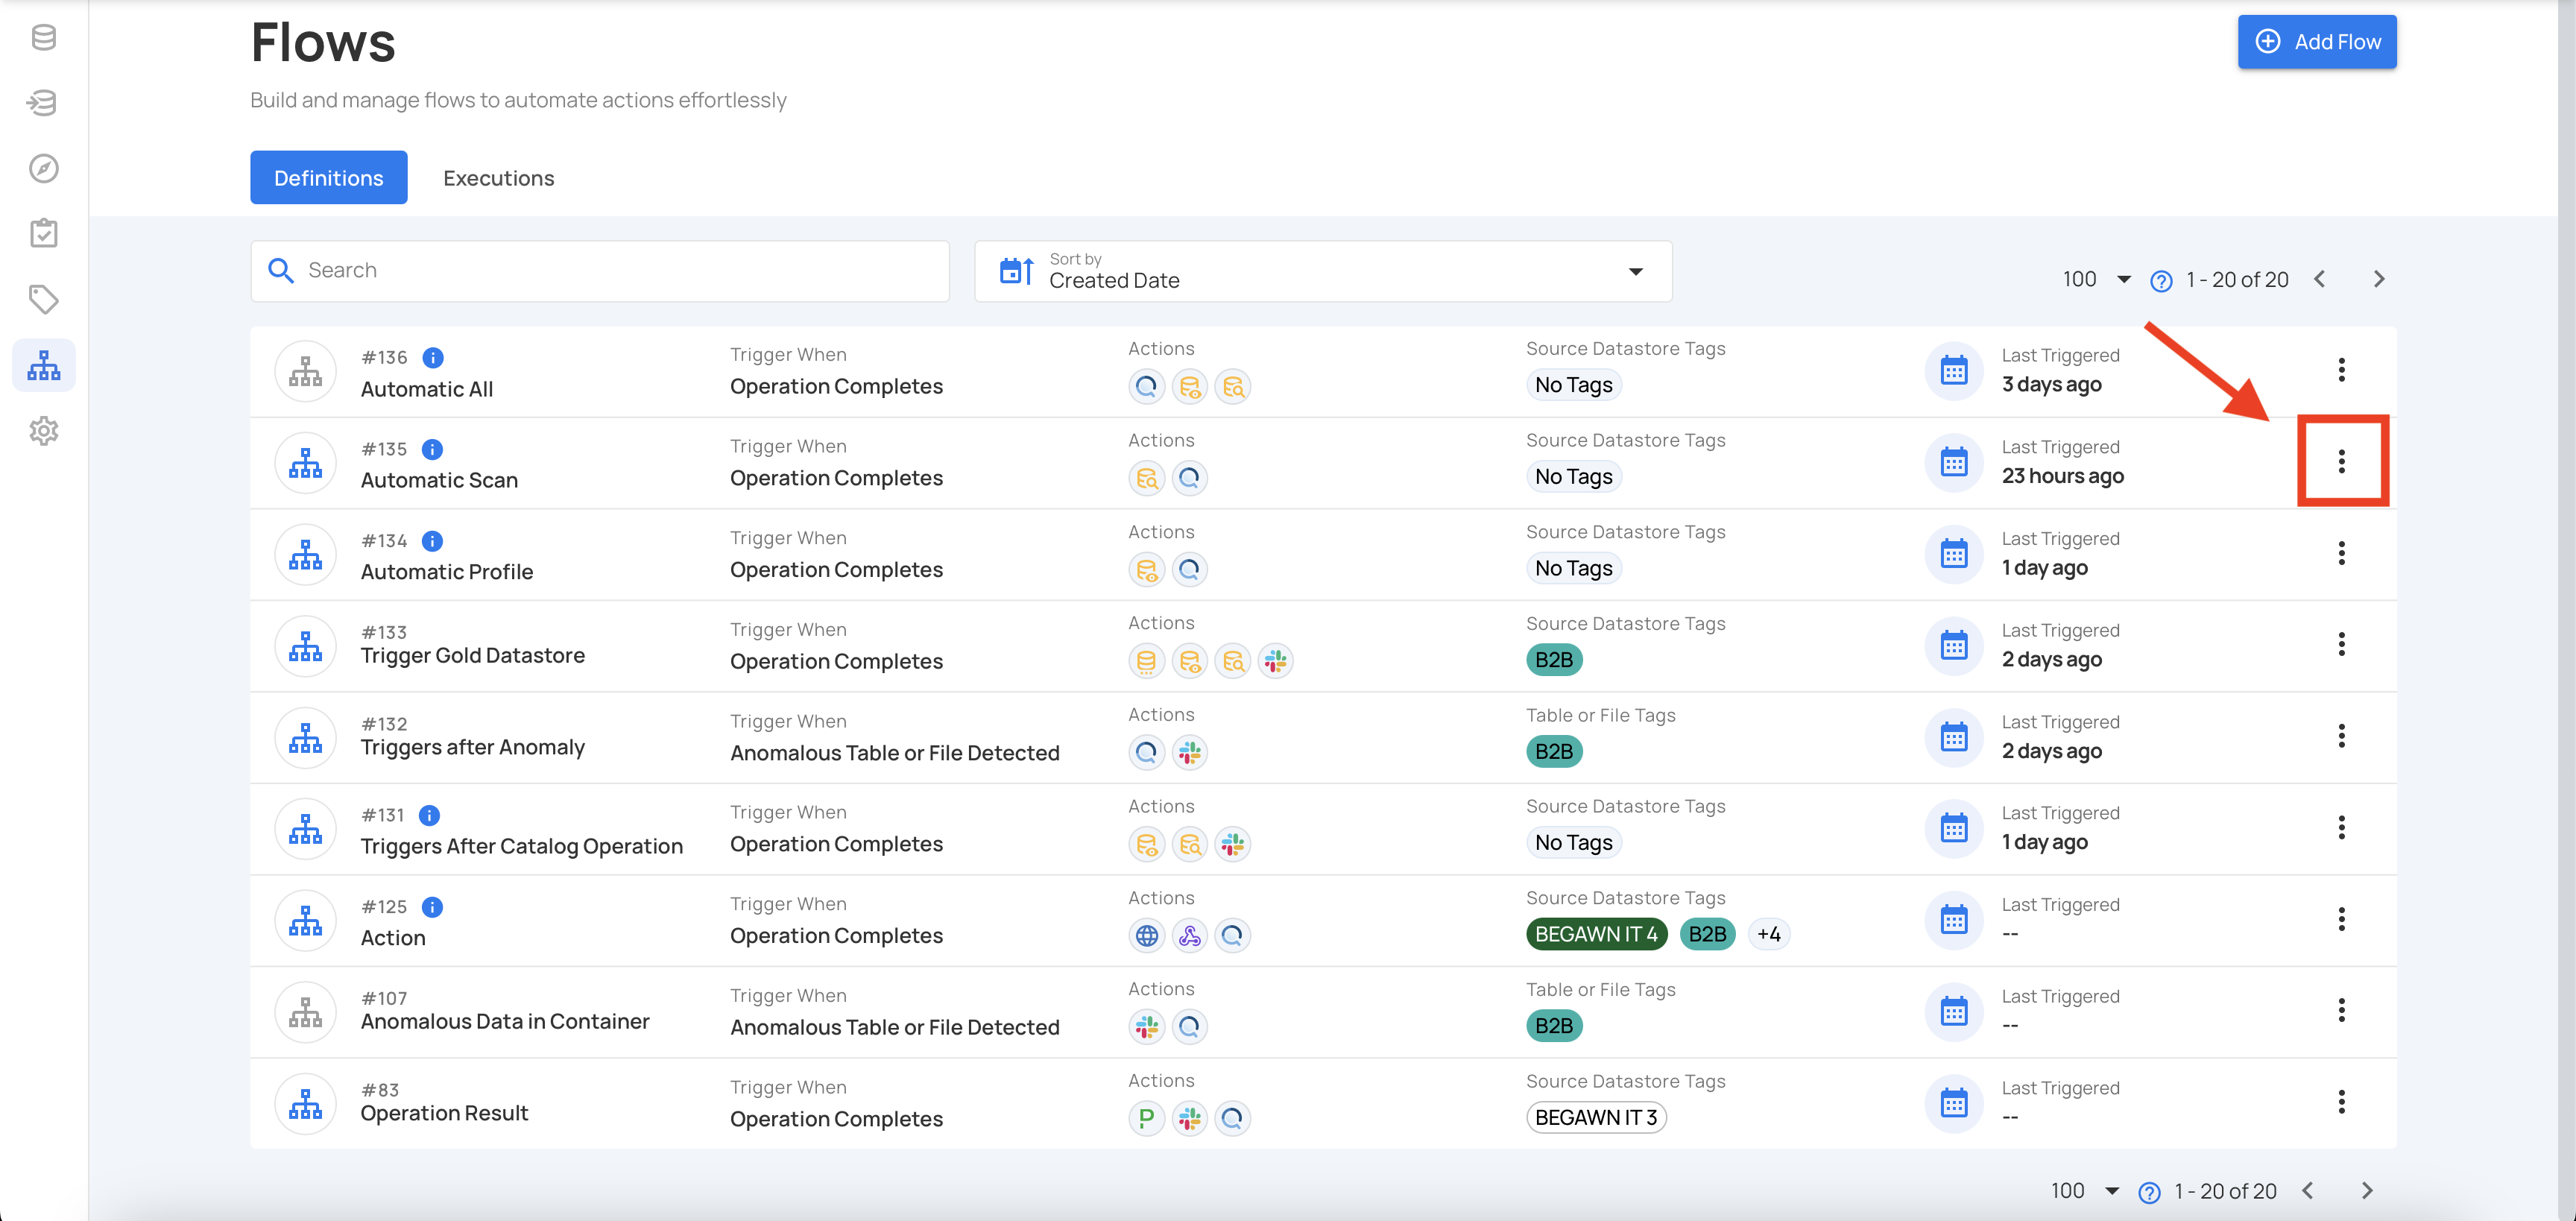 Flows
Add Flow
Build and manage flows to automate actions effortlessly
Definitions
Executions
Search
Sort by
Created Date
100
1 - 20 of 20
#136
Automatic All
Trigger When
Operation Completes
Actions
Source Datastore Tags
No Tags
Last Triggered
3 days ago
#135
Automatic Scan
Trigger When
Operation Completes
Actions
Source Datastore Tags
No Tags
Last Triggered
23 hours ago
#134
Automatic Profile
Trigger When
Operation Completes
Actions
Source Datastore Tags
No Tags
Last Triggered
1 day ago
#133
Trigger Gold Datastore
Trigger When
Operation Completes
Actions
Source Datastore Tags
B2B
Last Triggered
2 days ago
#132
Triggers after Anomaly
Trigger When
Anomalous Table or File Detected
Actions
Table or File Tags
B2B
Last Triggered
2 days ago
#131
Triggers After Catalog Operation
Trigger When
Operation Completes
Actions
Source Datastore Tags
No Tags
Last Triggered
1 day ago
#125
Action
Trigger When
Operation Completes
Actions
Source Datastore Tags
BEGAWN IT 4 B2B +4
Last Triggered
--
#107
Anomalous Data in Container
Trigger When
Anomalous Table or File Detected
Actions
Table or File Tags
B2B
Last Triggered
--
#83
Operation Result
Trigger When
Operation Completes
Actions
P
Source Datastore Tags
BEGAWN IT 3
Last Triggered
--
100
1 - 20 of 20